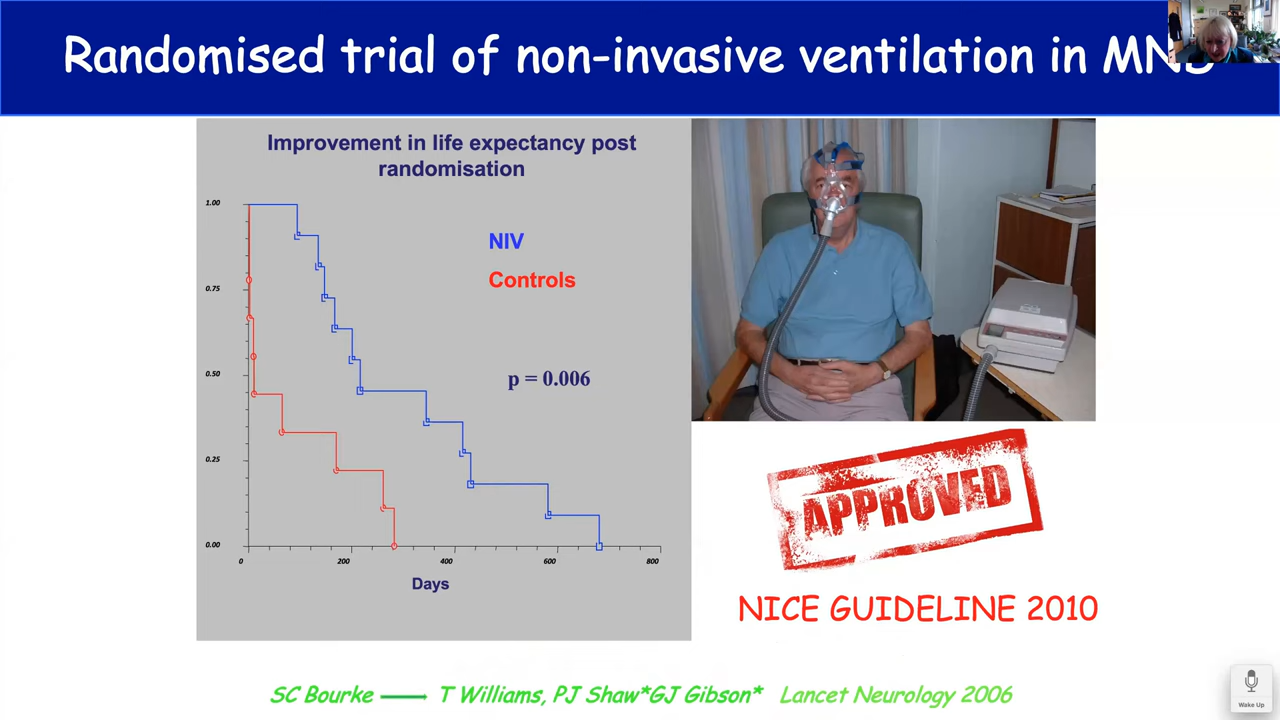 Randomised trial of non-invasive ventilation in MND
Improvement in life expectancy post
randomisation
1.00
NIV
Controls
0.75
p = 0.006
0.50
0.25
0.00
0
200
400
600
800
Days
APPROVED
NICE GUIDELINE 2010
SC Bourke T Williams, PJ Shaw*GJ Gibson* Lancet Neurology 2006
Wake Up